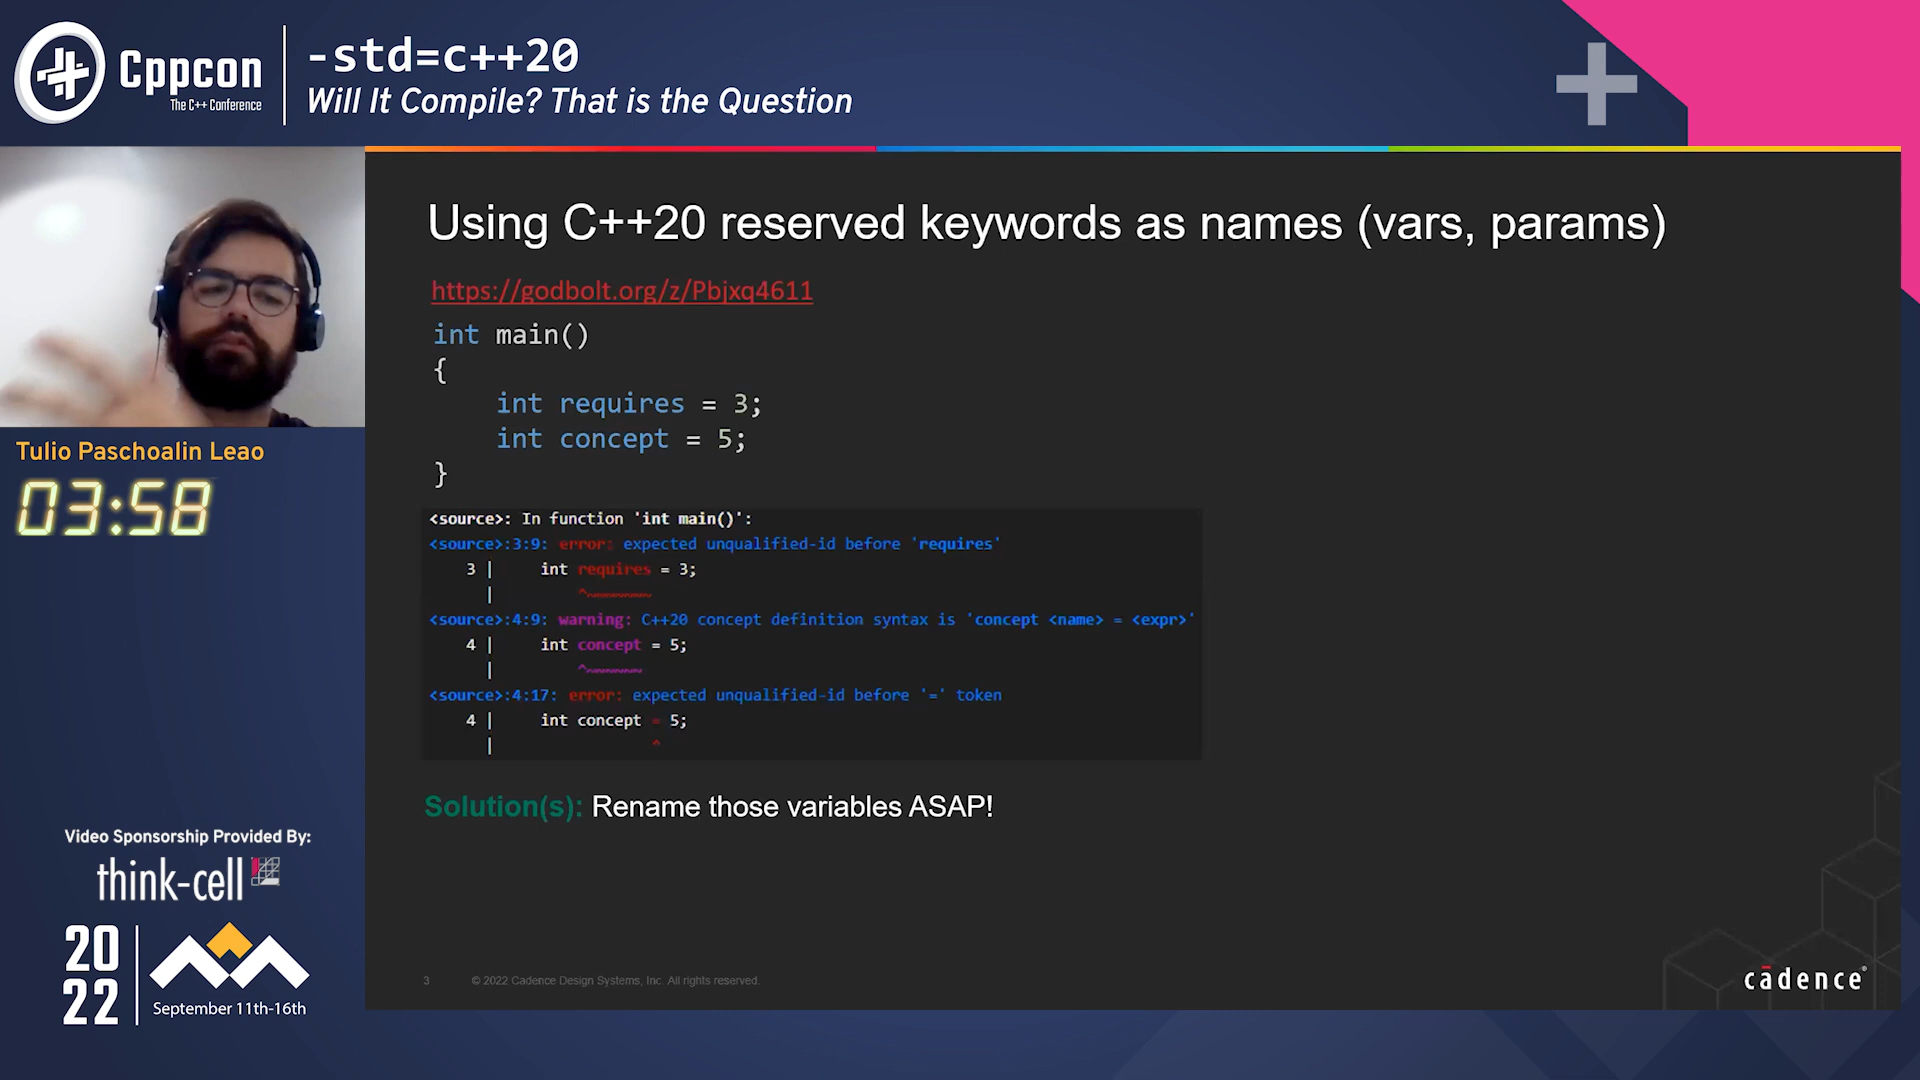 Cppcon
The C++ Conference
-std=c++20
Will It Compile? That is the Question
Tulio Paschoalin Leao
03:58
Video Sponsorship Provided By:
think-cell
2022
September 11th-16th
Using C++20 reserved keywords as names (vars, params)
https://godbolt.org/z/Pbjxq4611
int main()
{
    int requires = 3;
    int concept = 5;
}
<source>: In function 'int main()':
<source>:3:9: error: expected unqualified-id before 'requires'
    3 |     int requires = 3;
      |         ^~~~~~~~
<source>:4:9: warning: C++20 concept definition syntax is 'concept <name> = <expr>'
    4 |     int concept = 5;
      |         ^~~~~~~
<source>:4:17: error: expected unqualified-id before '=' token
    4 |     int concept = 5;
      |                 ^
Solution(s): Rename those variables ASAP!
3 © 2022 Cadence Design Systems, Inc. All rights reserved.
cādence®